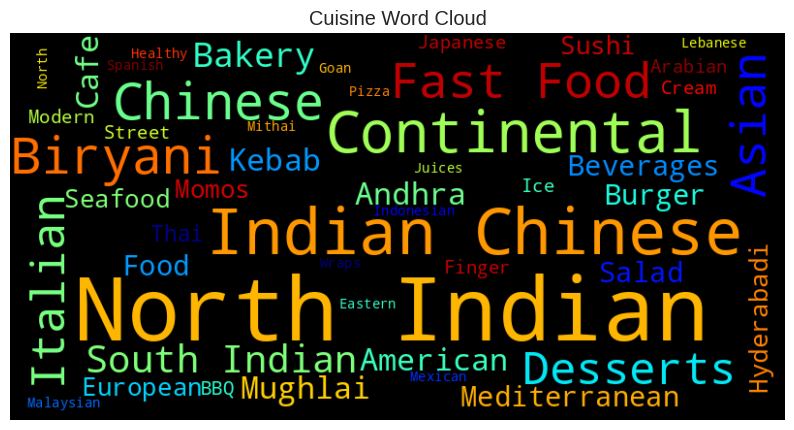 Cuisine Word Cloud
North
Cafe
Spanish
Healthy
Bakery
Goan
Japanese
Sushi
Lebanese
Pizza
Fast Food
Arabian
Cream
Asian
Modern
Chinese
Street
Mithai
Continental
Biryani
Kebab
Juices
Beverages
Seafood
Momos
Andhra
Ice
Burger
Italian
Thai
Indian Chinese
Indonesian
Food
Wraps
Finger
Salad
Hyderabadi
North Indian
Eastern
South Indian
American
Desserts
European
BBQ
Mughlai
Mexican
Mediterranean
Malaysian